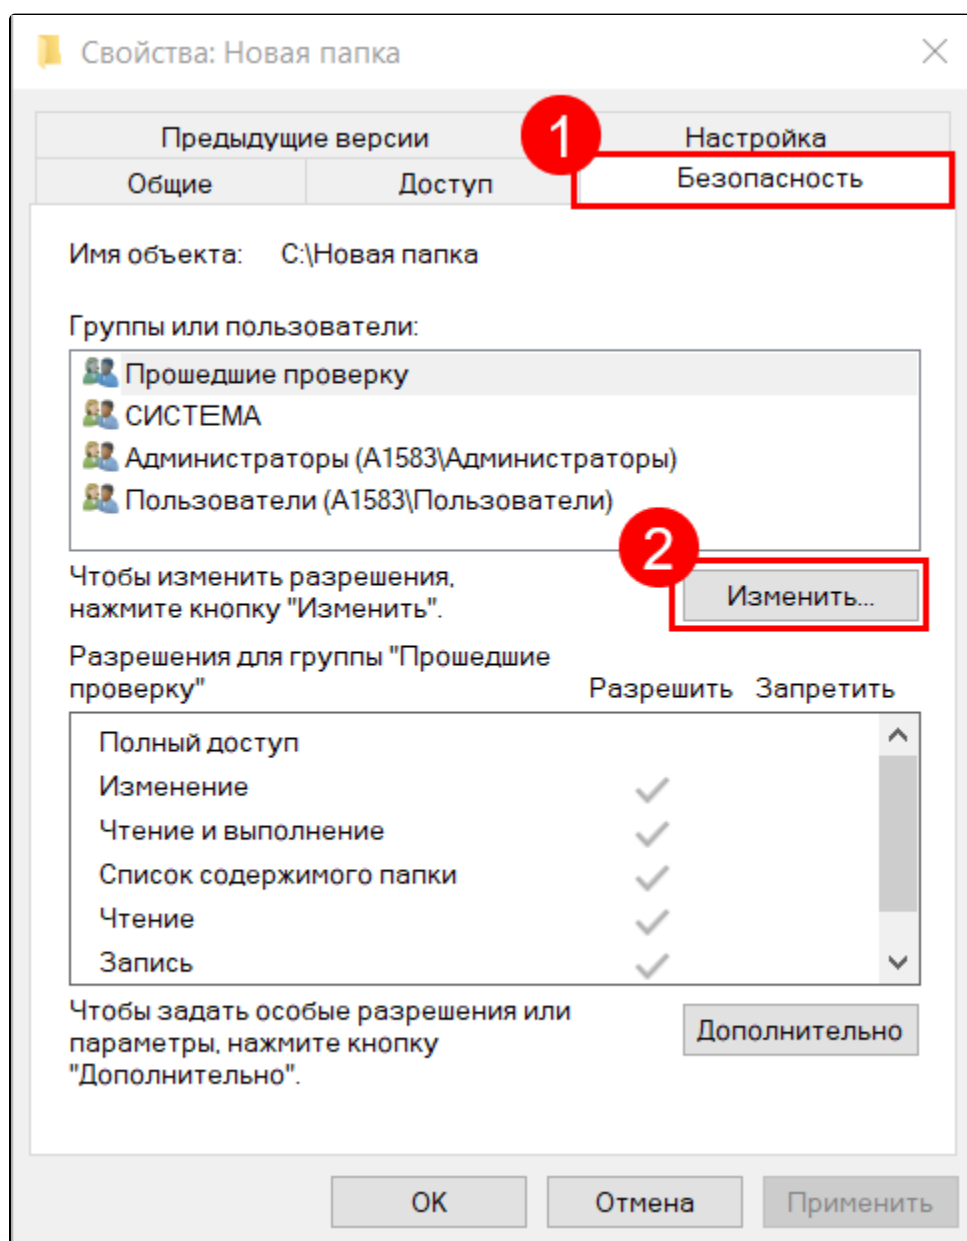 Свойства: Новая папка
1
Предыдущие версии Настройка
Общие Доступ Безопасность
Имя объекта: C:\Новая папка
Группы или пользователи:
Прошедшие проверку
СИСТЕМА
Администраторы (A1583\Администраторы)
Пользователи (A1583\Пользователи)
2
Чтобы изменить разрешения,
нажмите кнопку "Изменить".
Изменить...
Разрешения для группы "Прошедшие
проверку"
Разрешить Запретить
Полный доступ
Изменение
Чтение и выполнение
Список содержимого папки
Чтение
Запись
Чтобы задать особые разрешения или
параметры, нажмите кнопку
"Дополнительно".
Дополнительно
ОК Отмена Применить